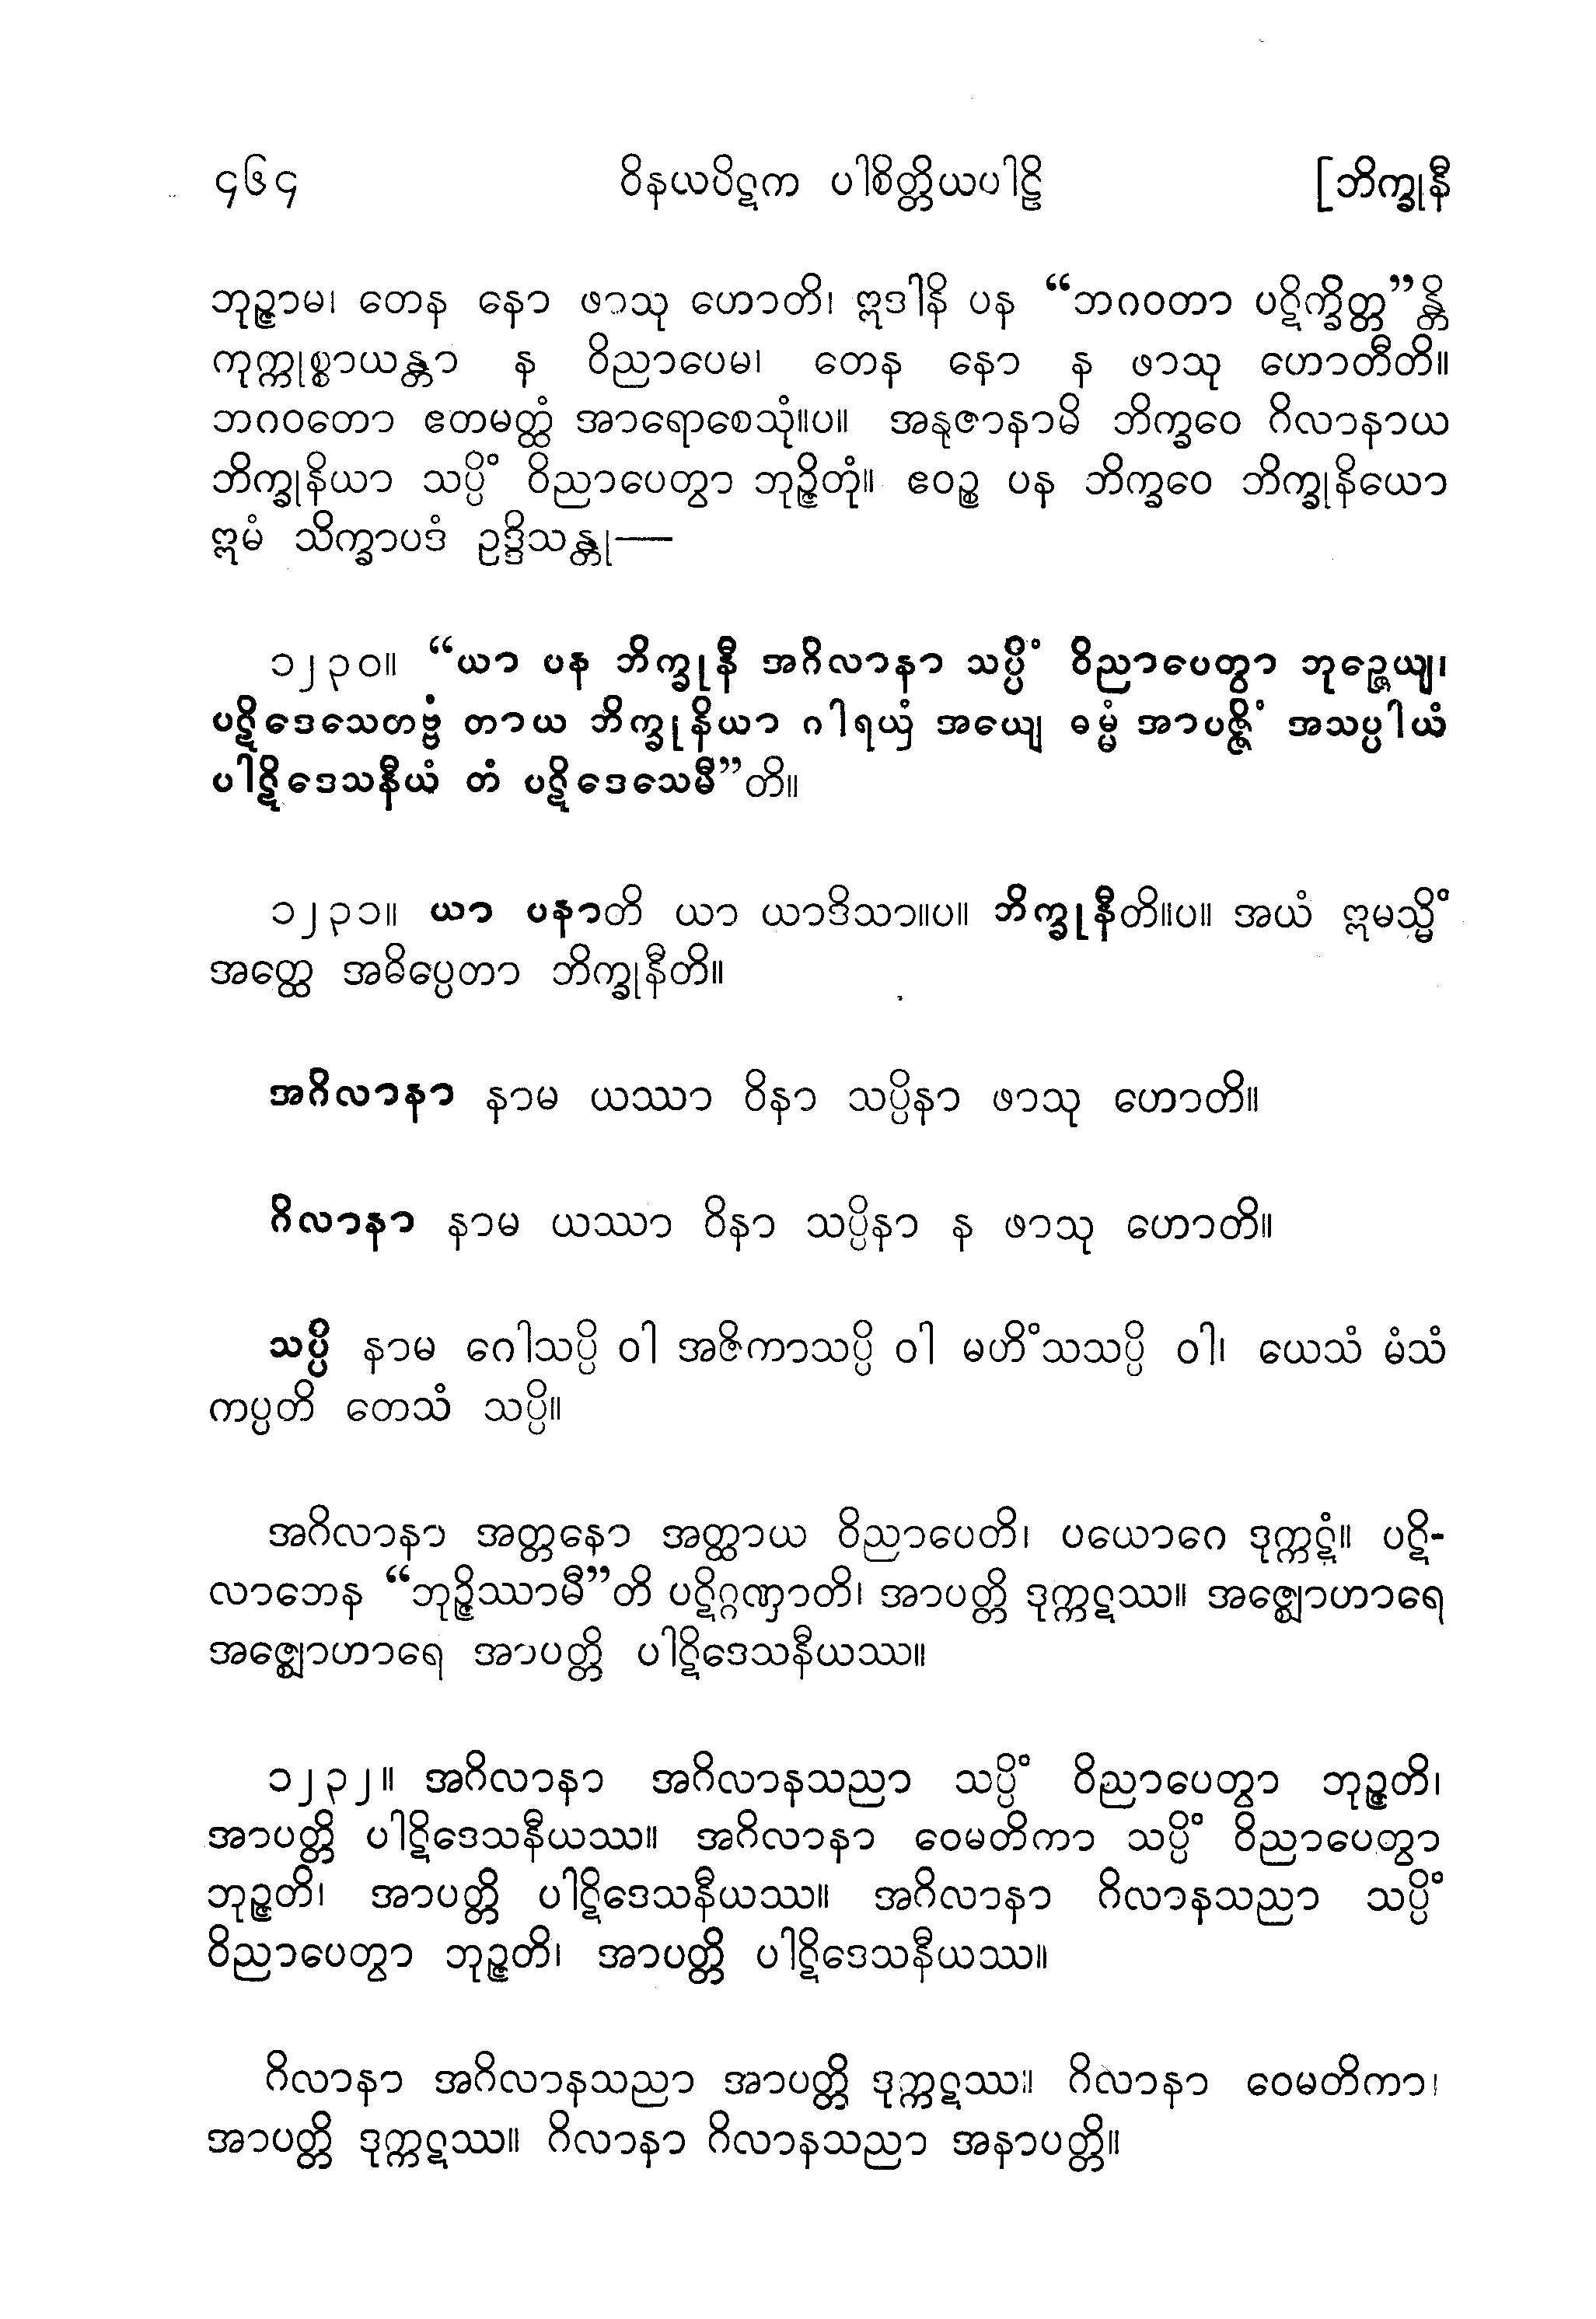 ၄၆၄ ဝိနယပိဋက ပါစိတ္တိယပါဠိ [ဘိက္ခုနီ
ဘုဉ္ဇာမ၊ တေန နော ဖာသု ဟောတိ၊ ဣဒါနိ ပန “ဘဂဝတာ ပဋိက္ခိတ္တ”န္တိ
ကုက္ကုစ္စာယန္တာ န ဝိညာပေမ၊ တေန နော န ဖာသု ဟောတီတိ။
ဘဂဝတော ဧတမတ္ထံ အာရောစေသုံ။ပ။ အနုဇာနာမိ ဘိက္ခဝေ ဂိလာနာယ
ဘိက္ခုနိယာ သပ္ပိံ ဝိညာပေတွာ ဘုဉ္ဇိတုံ။ ဧဝဉ္စ ပန ဘိက္ခဝေ ဘိက္ခုနိယော
ဣမံ သိက္ခာပဒံ ဥဒ္ဒိသန္တု—
၁၂၃၀။ “ယာ ပန ဘိက္ခုနီ အဂိလာနာ သပ္ပိံ ဝိညာပေတွာ ဘုဉ္ဇေယျ၊
ပဋိဒေသေတဗ္ဗံ တာယ ဘိက္ခုနိယာ ဂါရယှံ အယျေ ဓမ္မံ အာပဇ္ဇိံ အသပ္ပါယံ
ပါဋိဒေသနီယံ တံ ပဋိဒေသေမီ”တိ။
၁၂၃၁။ ယာ ပနာတိ ယာ ယာဒိသာ။ပ။ ဘိက္ခုနီတိ။ပ။ အယံ ဣမသ္မိံ
အတ္ထေ အဓိပ္ပေတာ ဘိက္ခုနီတိ။
အဂိလာနာ နာမ ယဿာ ဝိနာ သပ္ပိနာ ဖာသု ဟောတိ။
ဂိလာနာ နာမ ယဿာ ဝိနာ သပ္ပိနာ န ဖာသု ဟောတိ။
သပ္ပိ နာမ ဂေါသပ္ပိ ဝါ အဇိကာသပ္ပိ ဝါ မဟိံသသပ္ပိ ဝါ၊ ယေသံ မံသံ
ကပ္ပတိ တေသံ သပ္ပိ။
အဂိလာနာ အတ္တနော အတ္ထာယ ဝိညာပေတိ၊ ပယောဂေ ဒုက္ကဋံ။ ပဋိ-
လာဘေန “ဘုဉ္ဇိဿာမီ”တိ ပဋိဂ္ဂဏှာတိ၊ အာပတ္တိ ဒုက္ကဋဿ။ အဇ္ဈောဟာရေ
အဇ္ဈောဟာရေ အာပတ္တိ ပါဋိဒေသနီယဿ။
၁၂၃၂။ အဂိလာနာ အဂိလာနသညာ သပ္ပိံ ဝိညာပေတွာ ဘုဉ္ဇတိ၊
အာပတ္တိ ပါဋိဒေသနီယဿ။ အဂိလာနာ ဝေမတိကာ သပ္ပိံ ဝိညာပေတွာ
ဘုဉ္ဇတိ၊ အာပတ္တိ ပါဋိဒေသနီယဿ။ အဂိလာနာ ဂိလာနသညာ သပ္ပိံ
ဝိညာပေတွာ ဘုဉ္ဇတိ၊ အာပတ္တိ ပါဋိဒေသနီယဿ။
ဂိလာနာ အဂိလာနသညာ အာပတ္တိ ဒုက္ကဋဿ။ ဂိလာနာ ဝေမတိကာ၊
အာပတ္တိ ဒုက္ကဋဿ။ ဂိလာနာ ဂိလာနသညာ အနာပတ္တိ။